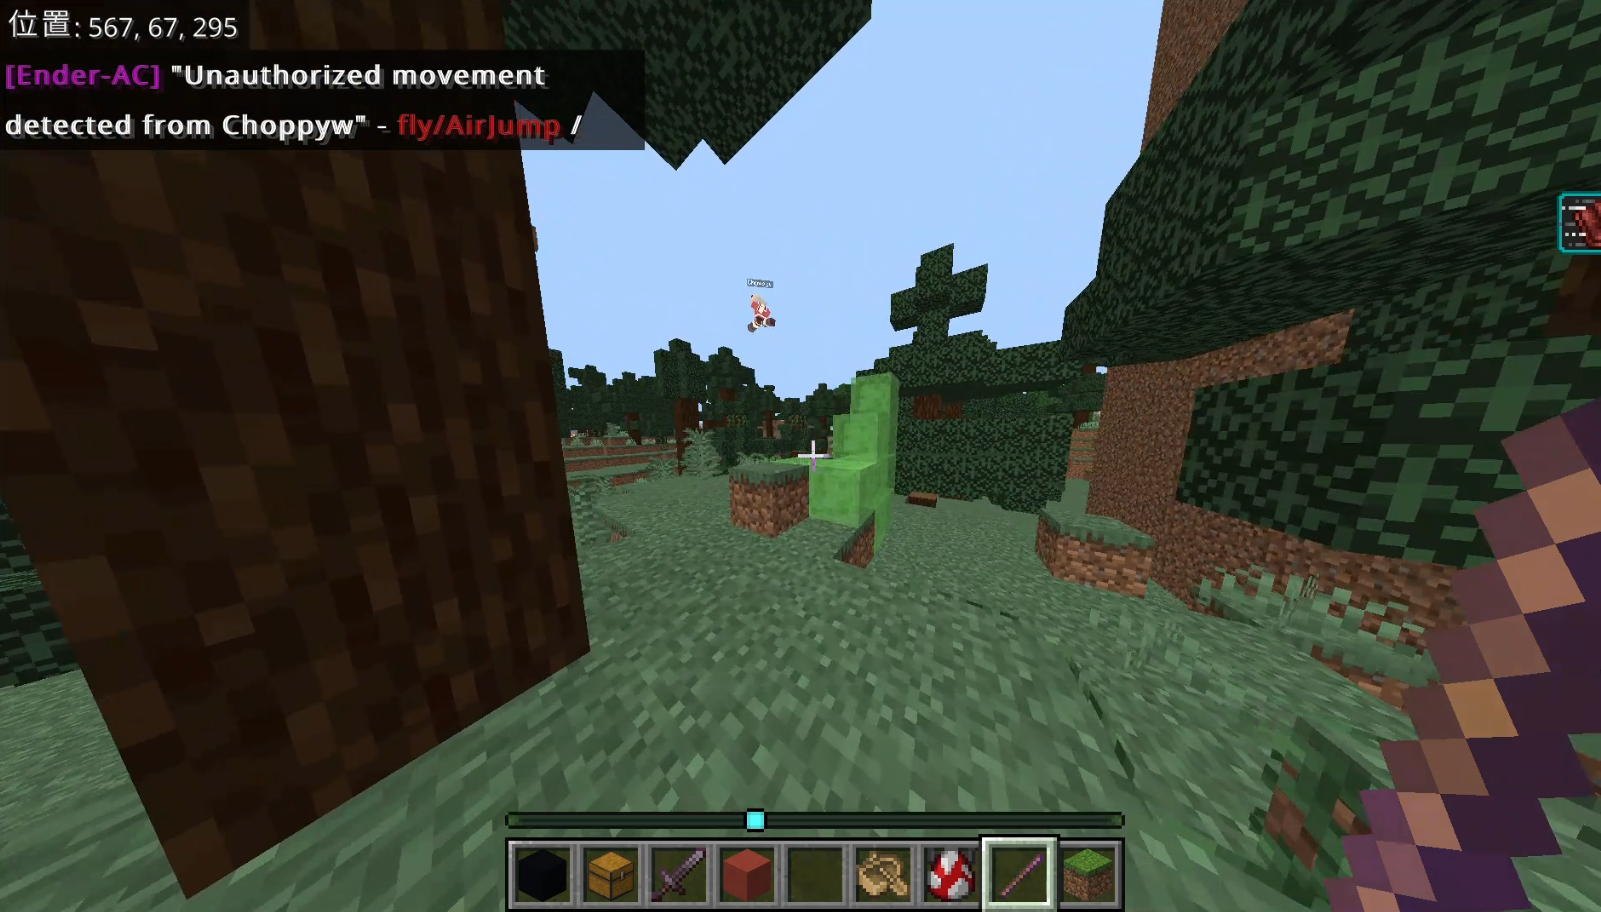 位置: 567, 67, 295
[Ender-AC] "Unauthorized movement
detected from Choppyw" - fly/AirJump /